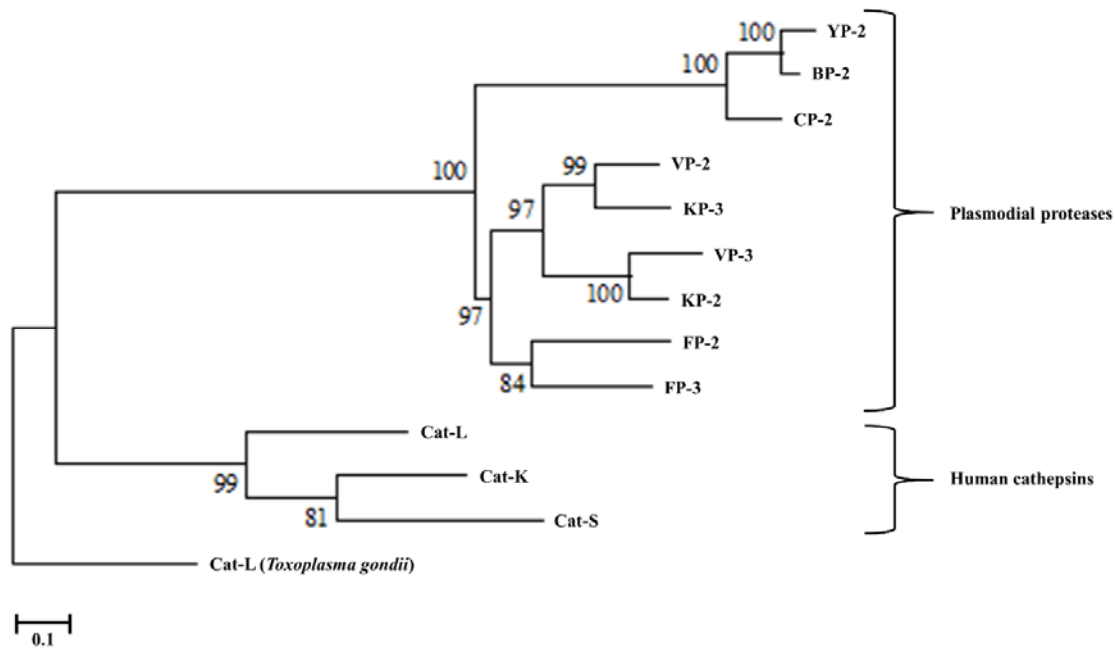 100 YP-2
100 BP-2
CP-2
100 99 VP-2
97 KP-3
Plasmodial proteases
VP-3
100 KP-2
97
FP-2
84 FP-3
Cat-L
99 Cat-K
Human cathepsins
81 Cat-S
Cat-L (Toxoplasma gondii)
0.1